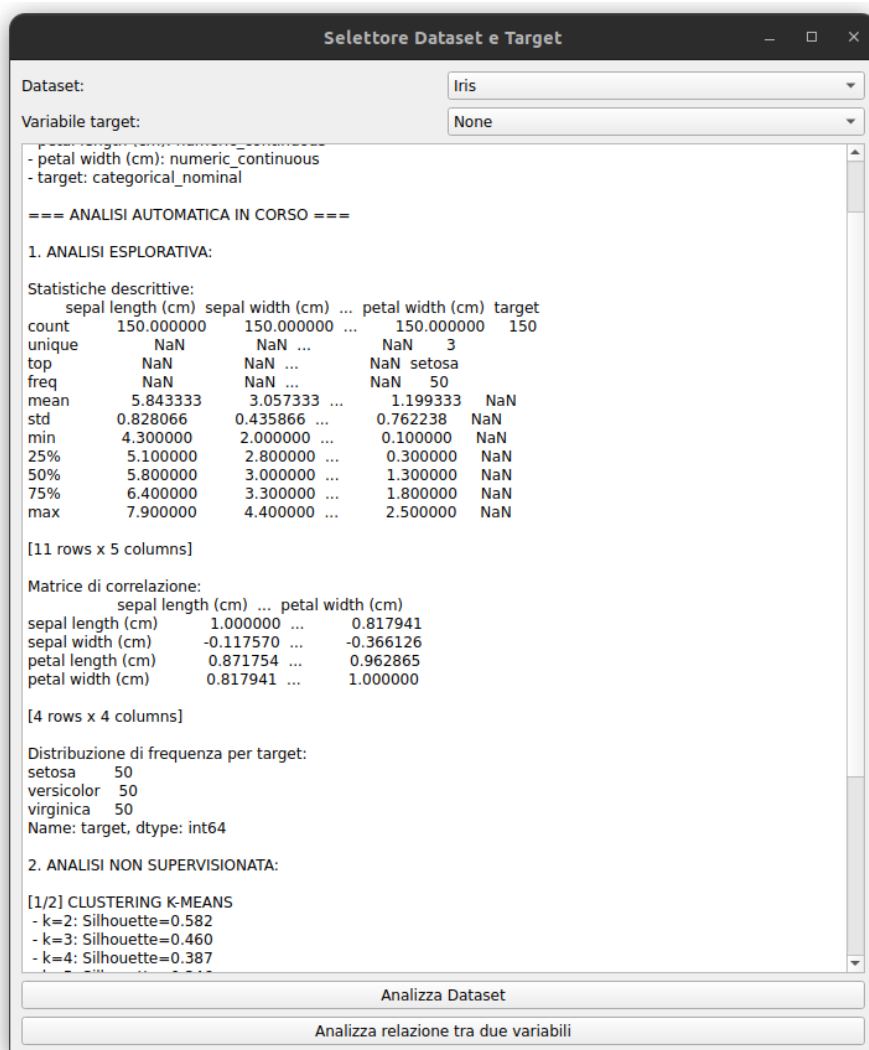 Selettore Dataset e Target
Dataset: Iris
Variabile target: None
- petal width (cm): numeric_continuous
- target: categorical_nominal
=== ANALISI AUTOMATICA IN CORSO ===
1. ANALISI ESPLORATIVA:
Statistiche descrittive:
sepal length (cm) sepal width (cm) ... petal width (cm) target
count 150.000000 150.000000 ... 150.000000 150
unique NaN NaN ... NaN 3
top NaN NaN ... NaN setosa
freq NaN NaN ... NaN 50
mean 5.843333 3.057333 ... 1.199333 NaN
std 0.828066 0.435866 ... 0.762238 NaN
min 4.300000 2.000000 ... 0.100000 NaN
25% 5.100000 2.800000 ... 0.300000 NaN
50% 5.800000 3.000000 ... 1.300000 NaN
75% 6.400000 3.300000 ... 1.800000 NaN
max 7.900000 4.400000 ... 2.500000 NaN
[11 rows x 5 columns]
Matrice di correlazione:
sepal length (cm) ... petal width (cm)
sepal length (cm) 1.000000 ... 0.817941
sepal width (cm) -0.117570 ... -0.366126
petal length (cm) 0.871754 ... 0.962865
petal width (cm) 0.817941 ... 1.000000
[4 rows x 4 columns]
Distribuzione di frequenza per target:
setosa 50
versicolor 50
virginica 50
Name: target, dtype: int64
2. ANALISI NON SUPERVISIONATA:
[1/2] CLUSTERING K-MEANS
- k=2: Silhouette=0.582
- k=3: Silhouette=0.460
- k=4: Silhouette=0.387
Analizza Dataset
Analizza relazione tra due variabili